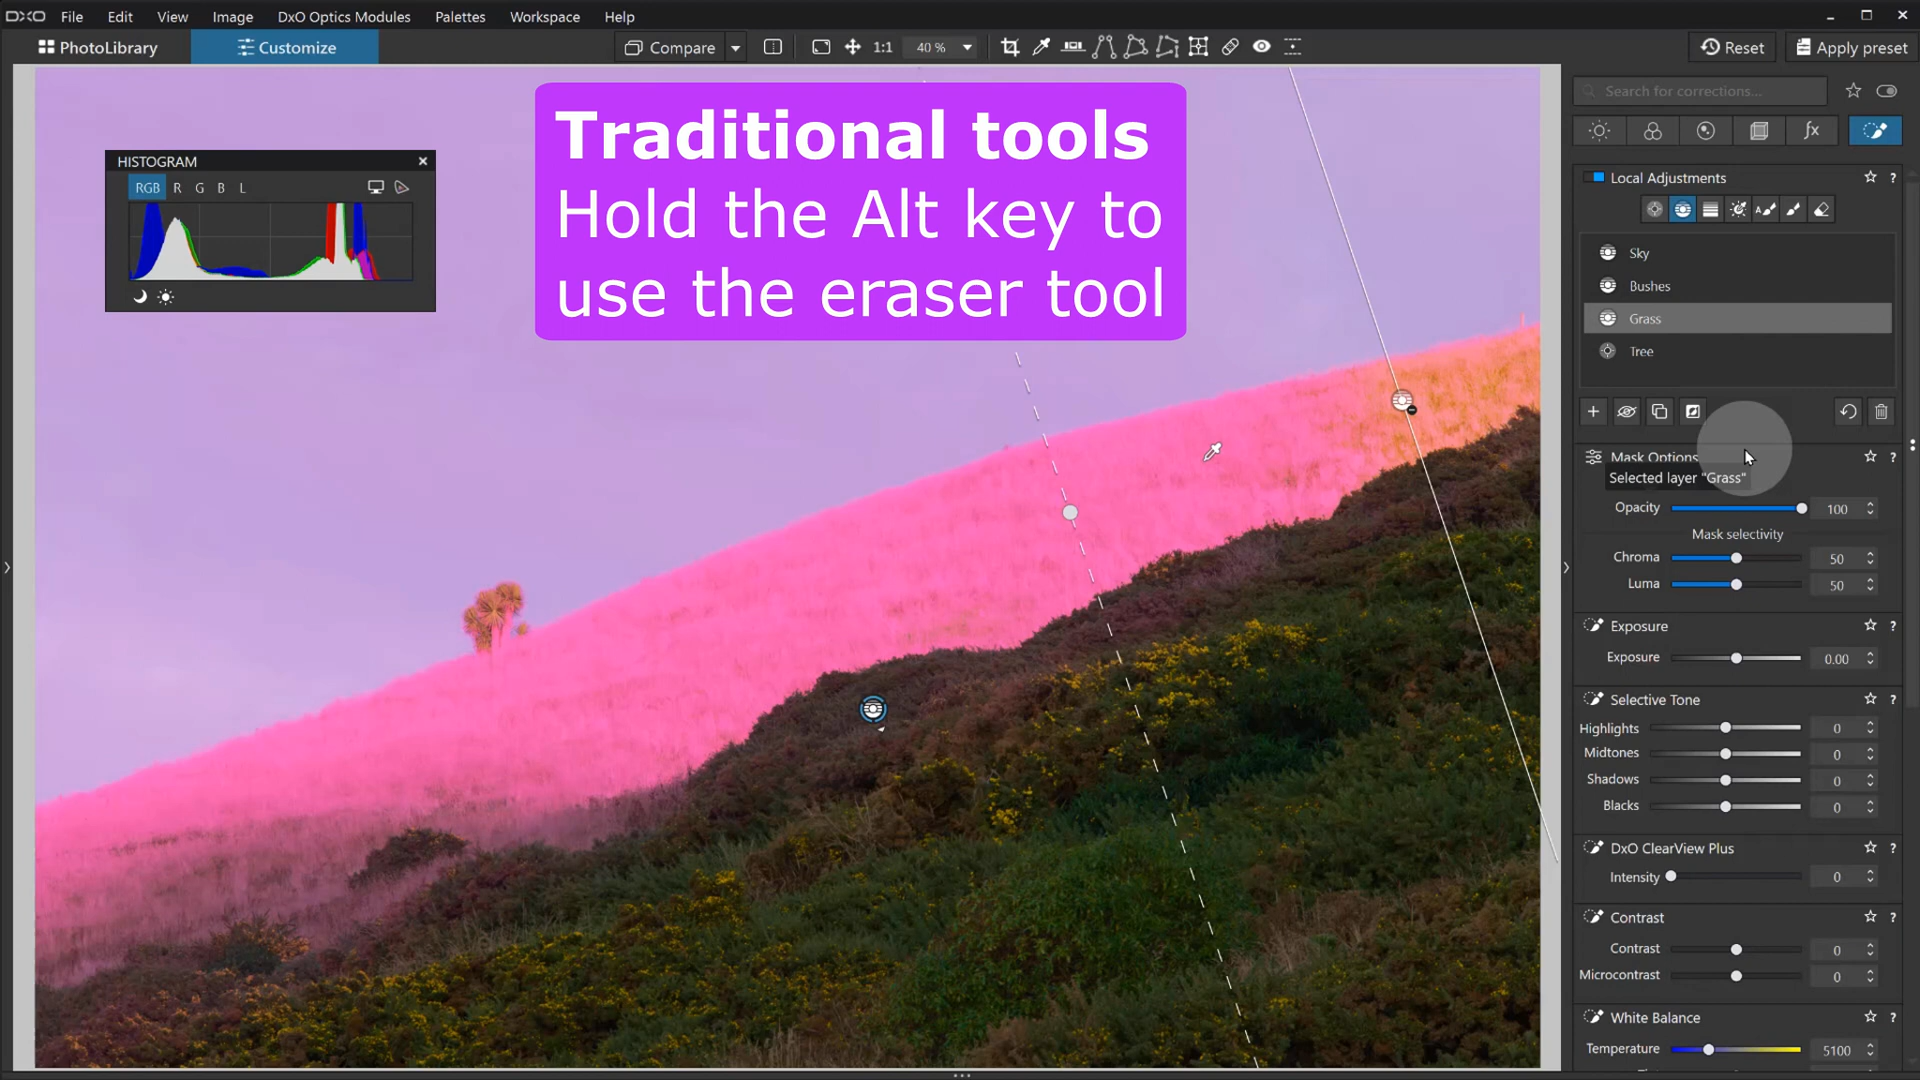 DXO File Edit View Image DxO Optics Modules Palettes Workspace Help
PhotoLibrary Customize Compare 1:1 40 % Reset Apply preset
Search for corrections...
fx
Traditional tools
Hold the Alt key to
use the eraser tool
HISTOGRAM
RGB R G B L
Local Adjustments ?
Sky
Bushes
Grass
Tree
Mask Options ?
Selected layer "Grass"
Opacity 100
Mask selectivity
Chroma 50
Luma 50
Exposure ?
Exposure 0.00
Selective Tone ?
Highlights 0
Midtones 0
Shadows 0
Blacks 0
DxO ClearView Plus ?
Intensity 0
Contrast ?
Contrast 0
Microcontrast 0
White Balance ?
Temperature 5100